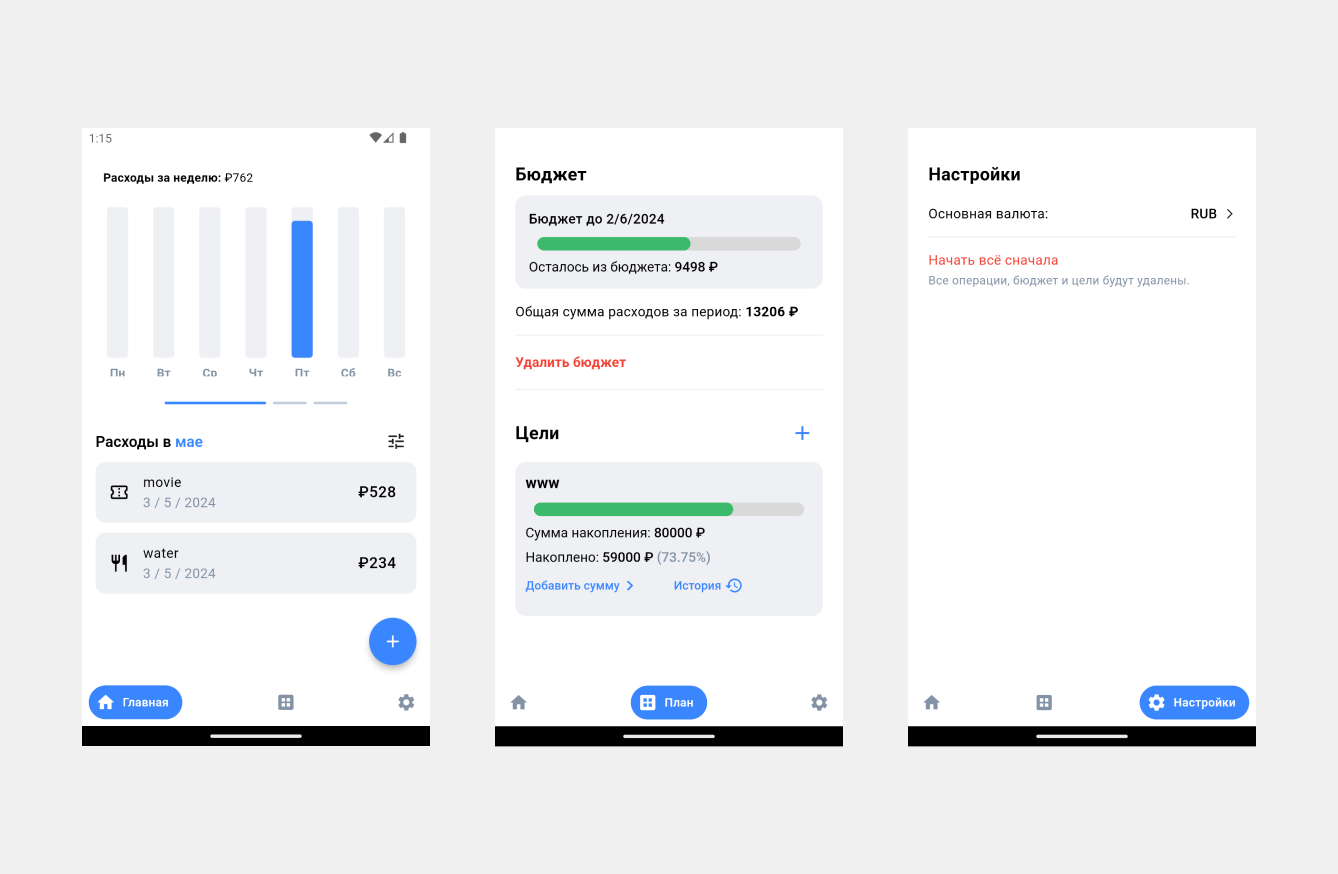 1:15
Расходы за неделю: ₽762
Пн Вт Ср Чт Пт Сб Вс
Расходы в мае
movie
3 / 5 / 2024
₽528
water
3 / 5 / 2024
₽234
Главная
Бюджет
Бюджет до 2/6/2024
Осталось из бюджета: 9498 ₽
Общая сумма расходов за период: 13206 ₽
Удалить бюджет
Цели
www
Сумма накопления: 80000 ₽
Накоплено: 59000 ₽ (73.75%)
Добавить сумму История
План
Настройки
Основная валюта: RUB
Начать всё сначала
Все операции, бюджет и цели будут удалены.
Настройки